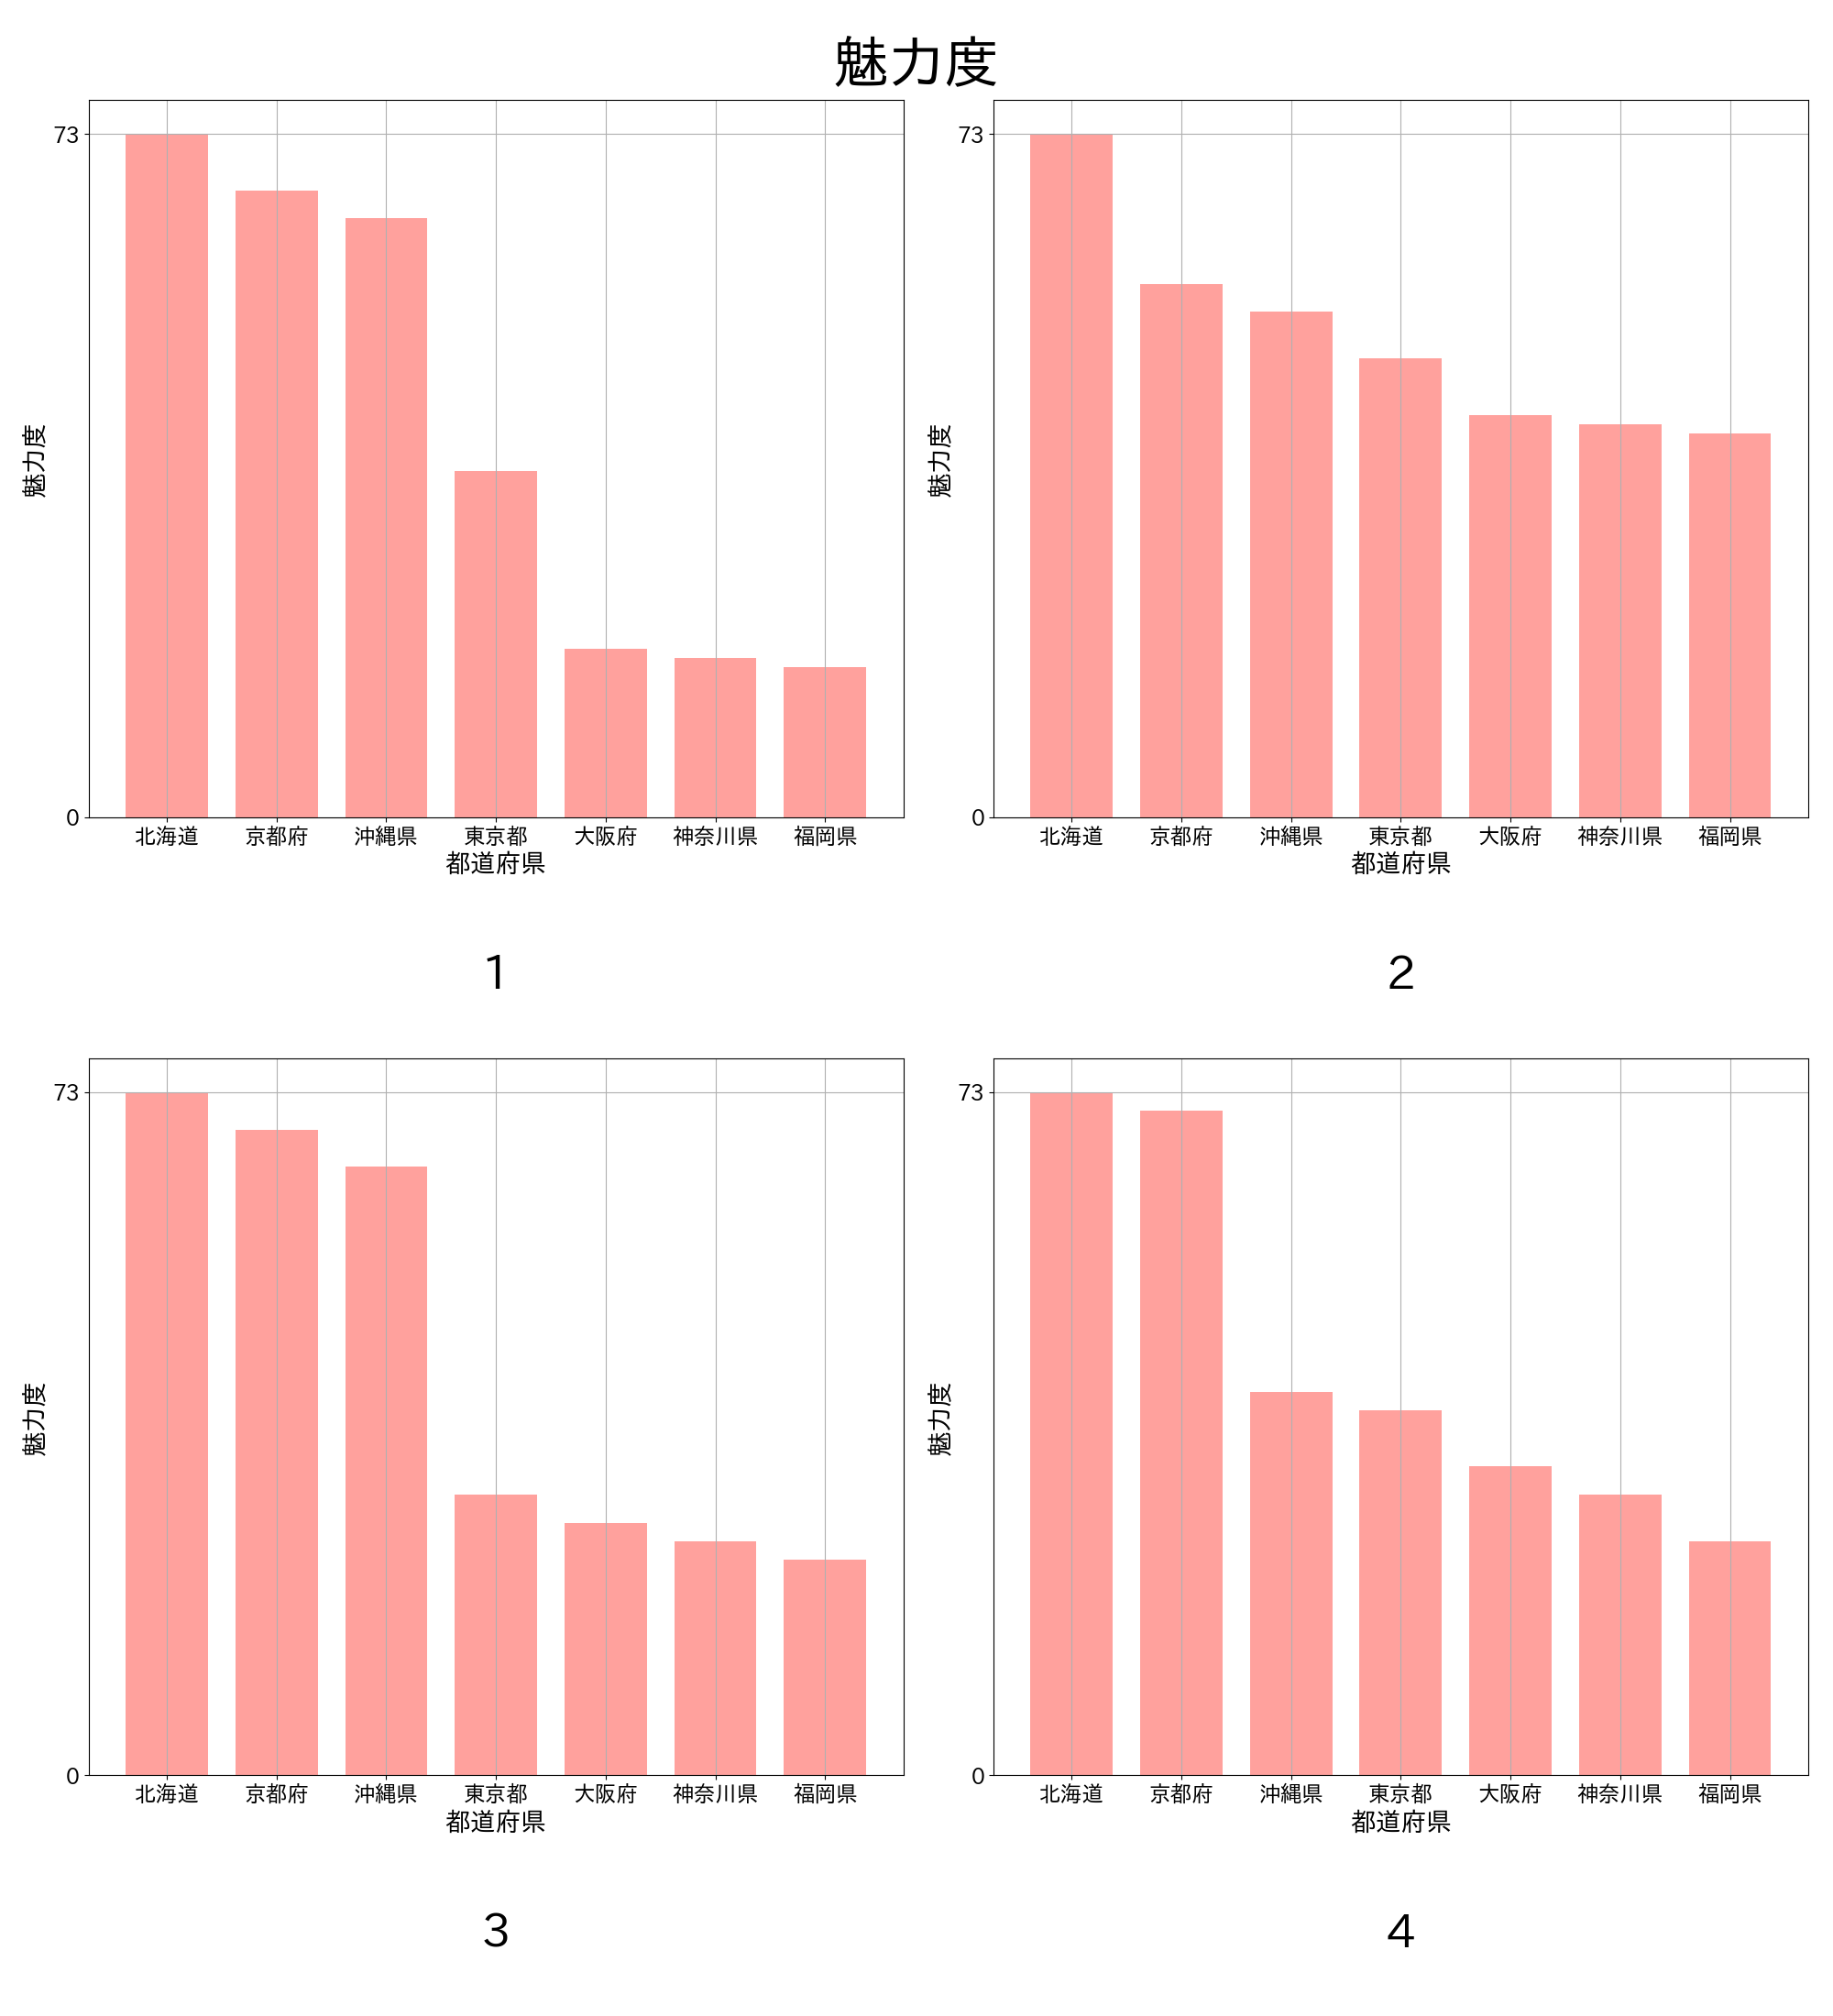 魅力度
73
魅力度
0
北海道 京都府 沖縄県 東京都 大阪府 神奈川県 福岡県
都道府県
1
73
魅力度
0
北海道 京都府 沖縄県 東京都 大阪府 神奈川県 福岡県
都道府県
2
73
魅力度
0
北海道 京都府 沖縄県 東京都 大阪府 神奈川県 福岡県
都道府県
3
73
魅力度
0
北海道 京都府 沖縄県 東京都 大阪府 神奈川県 福岡県
都道府県
4